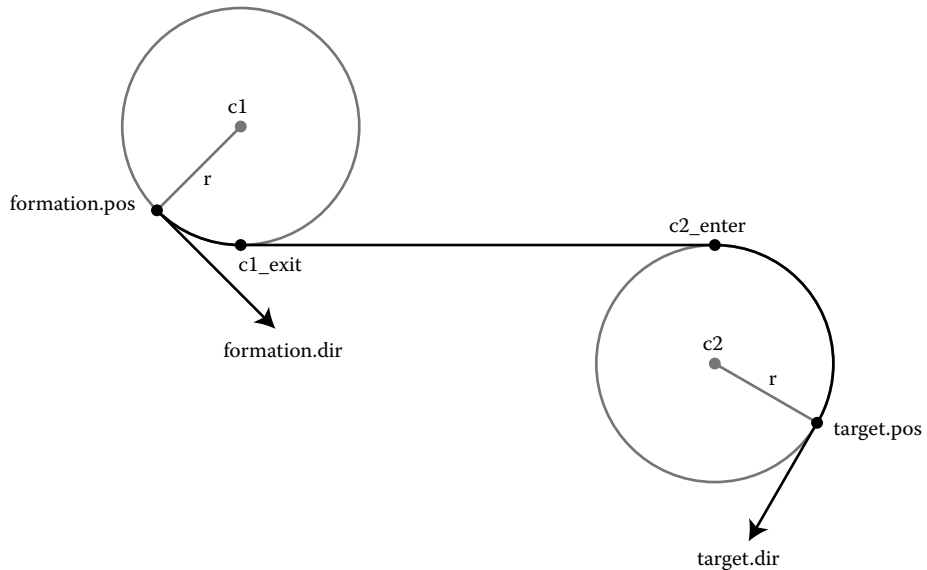 c1
r
formation.pos
c2_enter
c1_exit
formation.dir
c2
r
target.pos
target.dir